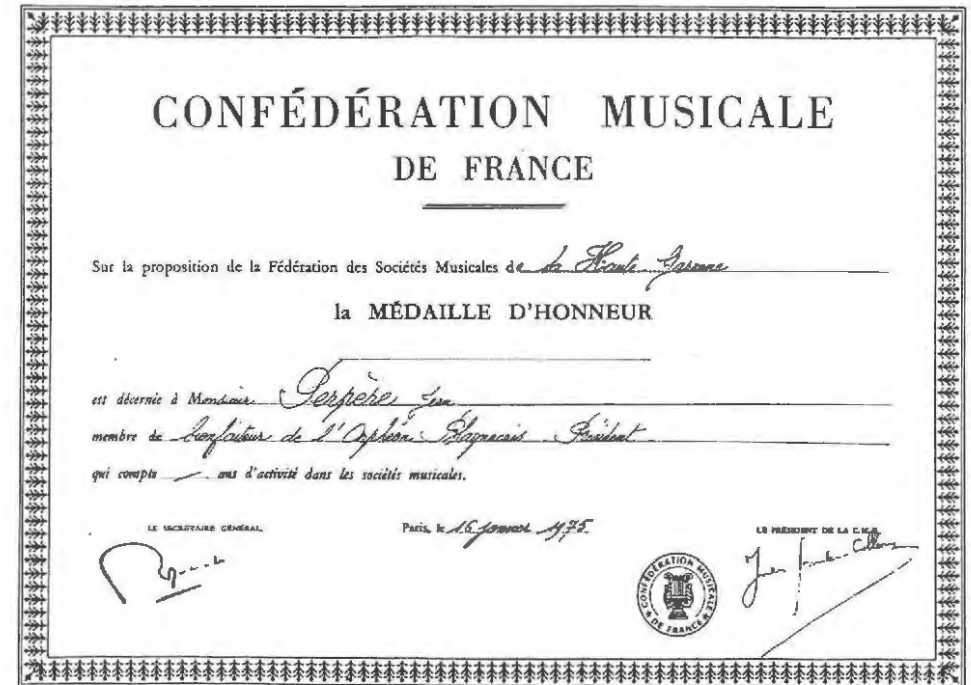 CONFÉDÉRATION MUSICALE
DE FRANCE
Sur la proposition de la Fédération des Sociétés Musicales de la Haute Garonne
la MÉDAILLE D'HONNEUR
est décernée à Monsieur Perpère Jean
membre de bienfaiteur de l'Orphéon Blagnacais Président
qui compte ans d'activité dans les sociétés musicales.
LE SECRÉTAIRE GÉNÉRAL,
Paris, le 16 janvier 1975
LE PRÉSIDENT DE LA C.M.F.
CONFÉDÉRATION MUSICALE
DE FRANCE